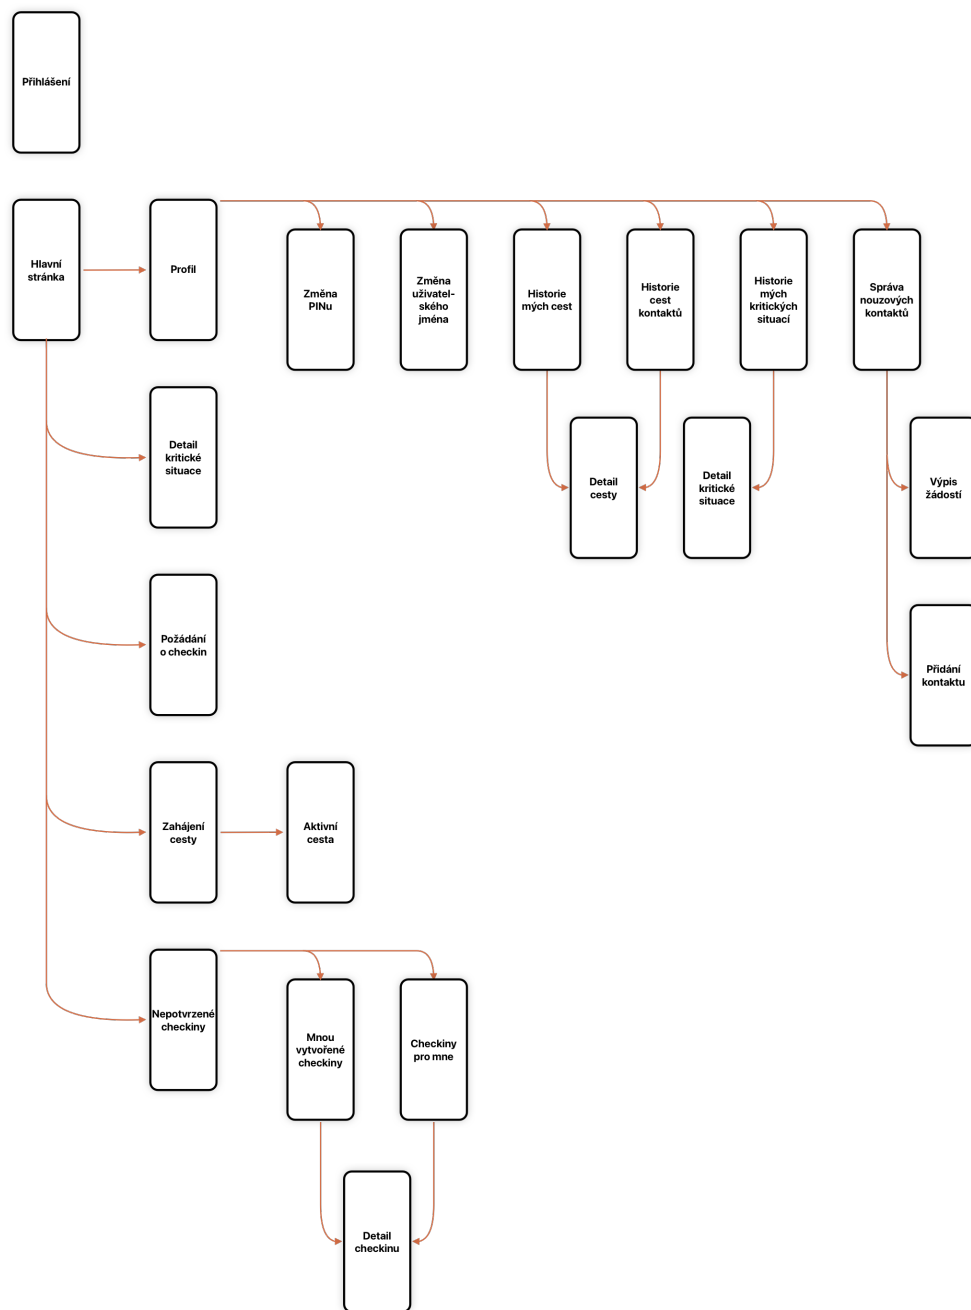 Přihlášení
Hlavní
stránka
Profil
Změna
PINu
Změna
uživatel-
ského
jména
Historie
mých cest
Historie
cest
kontaktů
Historie
mých
kritických
situací
Správa
nouzových
kontaktů
Detail
kritické
situace
Detail
cesty
Detail
kritické
situace
Výpis
žádostí
Požádání
o checkin
Přidání
kontaktu
Zahájení
cesty
Aktivní
cesta
Nepotvrzené
checkiny
Mnou
vytvořené
checkiny
Checkiny
pro mne
Detail
checkinu